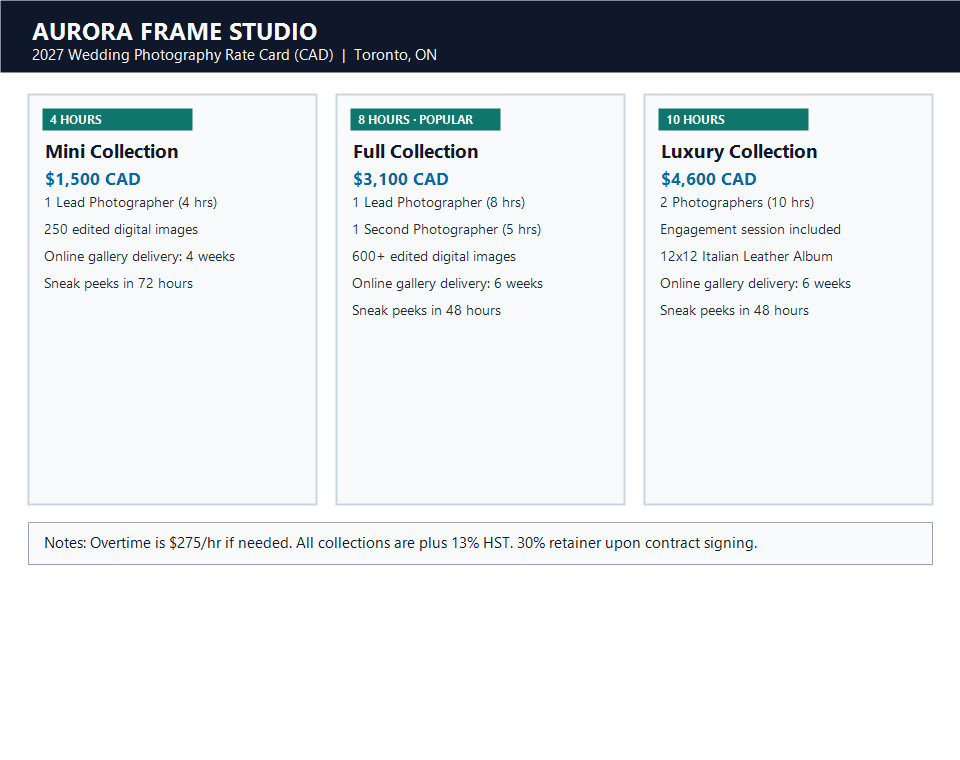 AURORA FRAME STUDIO
2027 Wedding Photography Rate Card (CAD) | Toronto, ON
4 HOURS
Mini Collection
$1,500 CAD
1 Lead Photographer (4 hrs)
250 edited digital images
Online gallery delivery: 4 weeks
Sneak peeks in 72 hours
8 HOURS · POPULAR
Full Collection
$3,100 CAD
1 Lead Photographer (8 hrs)
1 Second Photographer (5 hrs)
600+ edited digital images
Online gallery delivery: 6 weeks
Sneak peeks in 48 hours
10 HOURS
Luxury Collection
$4,600 CAD
2 Photographers (10 hrs)
Engagement session included
12x12 Italian Leather Album
Online gallery delivery: 6 weeks
Sneak peeks in 48 hours
Notes: Overtime is $275/hr if needed. All collections are plus 13% HST. 30% retainer upon contract signing.